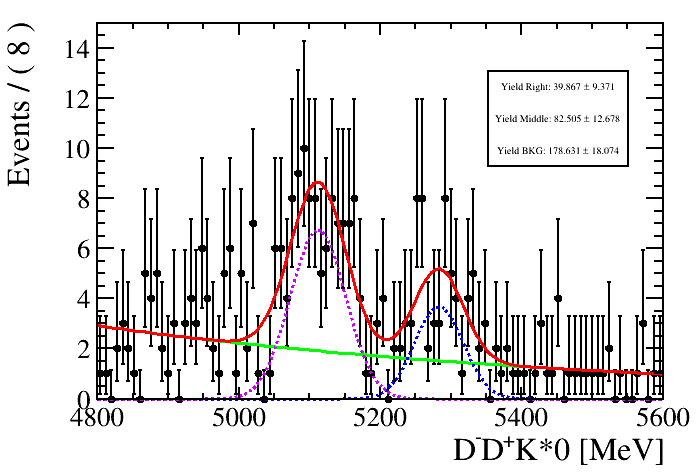 Events / ( 8 )
14
12
10
8
6
4
2
0
Yield Right: 39.867 ± 9.371
Yield Middle: 82.505 ± 12.678
Yield BKG: 178.631 ± 18.074
4800 5000 5200 5400 5600
D⁻D⁺K*0 [MeV]